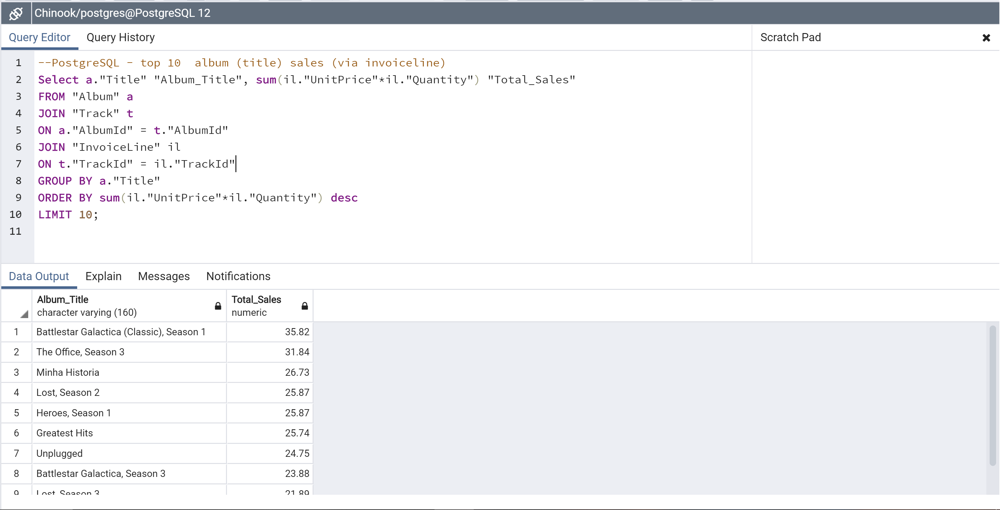 Chinook/postgres@PostgreSQL 12
Query Editor Query History Scratch Pad
1 --PostgreSQL - top 10  album (title) sales (via invoiceline)
2 Select a."Title" "Album_Title", sum(il."UnitPrice"*il."Quantity") "Total_Sales"
3 FROM "Album" a
4 JOIN "Track" t
5 ON a."AlbumId" = t."AlbumId"
6 JOIN "InvoiceLine" il
7 ON t."TrackId" = il."TrackId"
8 GROUP BY a."Title"
9 ORDER BY sum(il."UnitPrice"*il."Quantity") desc
10 LIMIT 10;
11
Data Output Explain Messages Notifications
Album_Title Total_Sales
character varying (160) numeric
1 Battlestar Galactica (Classic), Season 1 35.82
2 The Office, Season 3 31.84
3 Minha Historia 26.73
4 Lost, Season 2 25.87
5 Heroes, Season 1 25.87
6 Greatest Hits 25.74
7 Unplugged 24.75
8 Battlestar Galactica, Season 3 23.88
9 Lost, Season 3 21.89